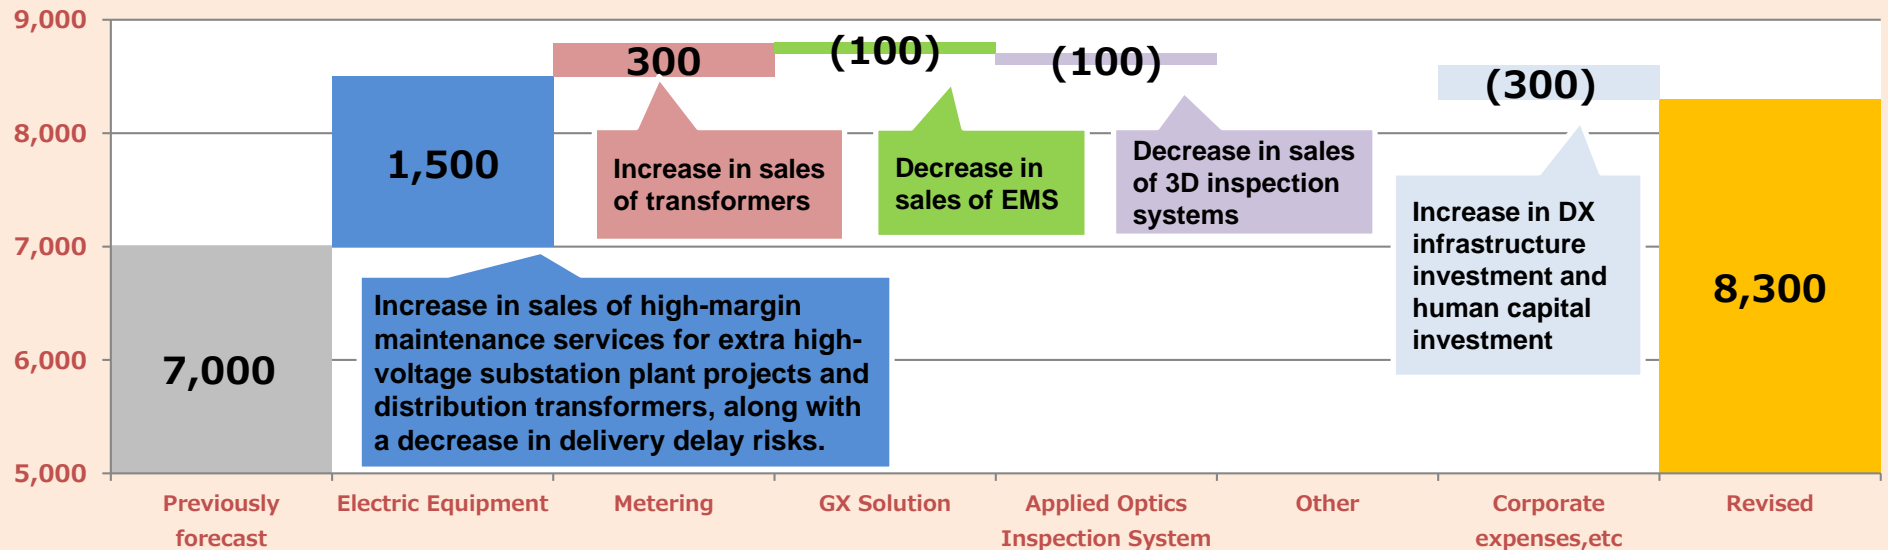 9,000
8,000
7,000
6,000
5,000
7,000
1,500
300
(100)
(100)
(300)
8,300
Increase in sales of high-margin
maintenance services for extra high-
voltage substation plant projects and
distribution transformers, along with
a decrease in delivery delay risks.
Increase in sales
of transformers
Decrease in
sales of EMS
Decrease in sales
of 3D inspection
systems
Increase in DX
infrastructure
investment and
human capital
investment
Previously
forecast
Electric Equipment
Metering
GX Solution
Applied Optics
Inspection System
Other
Corporate
expenses,etc
Revised